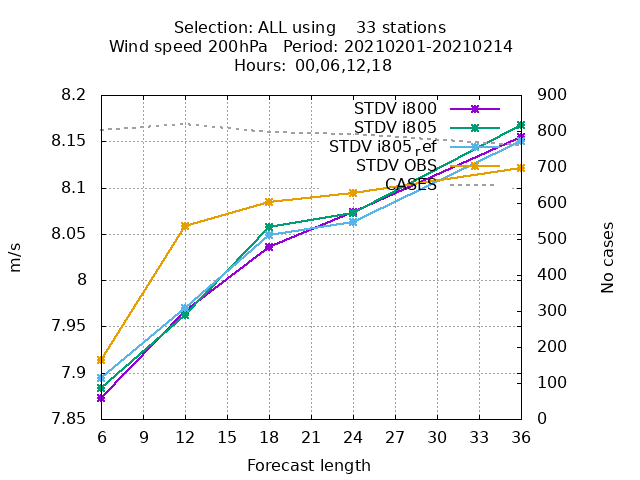 Selection: ALL using    33 stations
Wind speed 200hPa   Period: 20210201-20210214
Hours: 00,06,12,18
8.2
8.15
8.1
8.05
8
7.95
7.9
7.85
m/s
900
800
700
600
500
400
300
200
100
0
No cases
STDV i800
STDV i805
STDV i805ref
STDV OBS
CASES
6 9 12 15 18 21 24 27 30 33 36
Forecast length